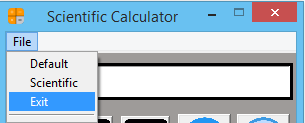 Scientific Calculator
File
Default
Scientific
Exit